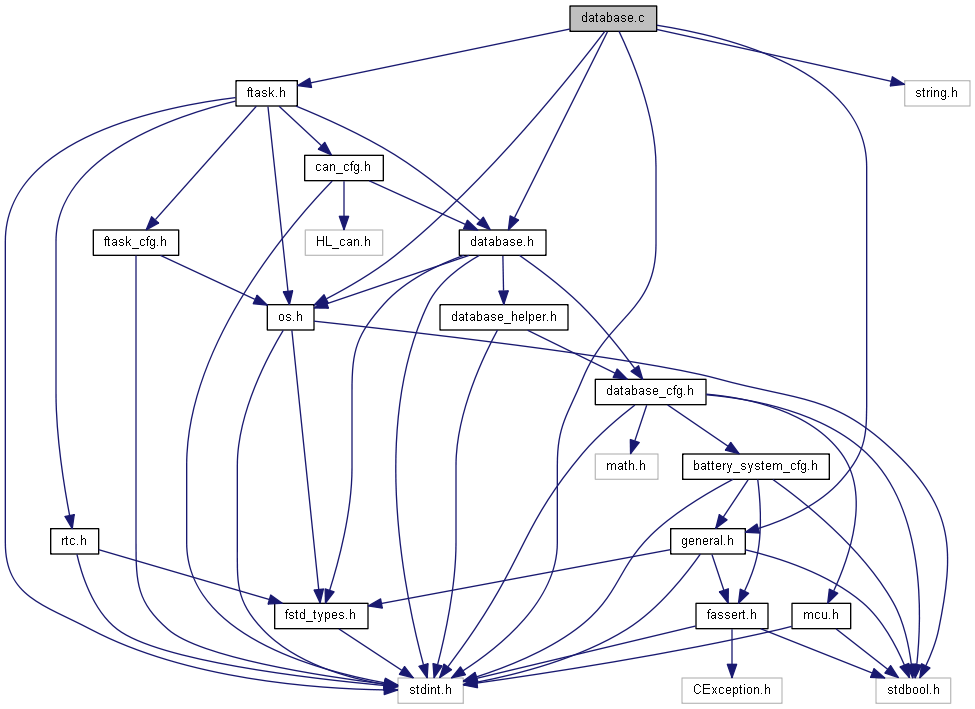 database.c
ftask.h
string.h
can_cfg.h
ftask_cfg.h
HL_can.h
database.h
os.h
database_helper.h
database_cfg.h
math.h
battery_system_cfg.h
rtc.h
general.h
fstd_types.h
fassert.h
mcu.h
stdint.h
CException.h
stdbool.h